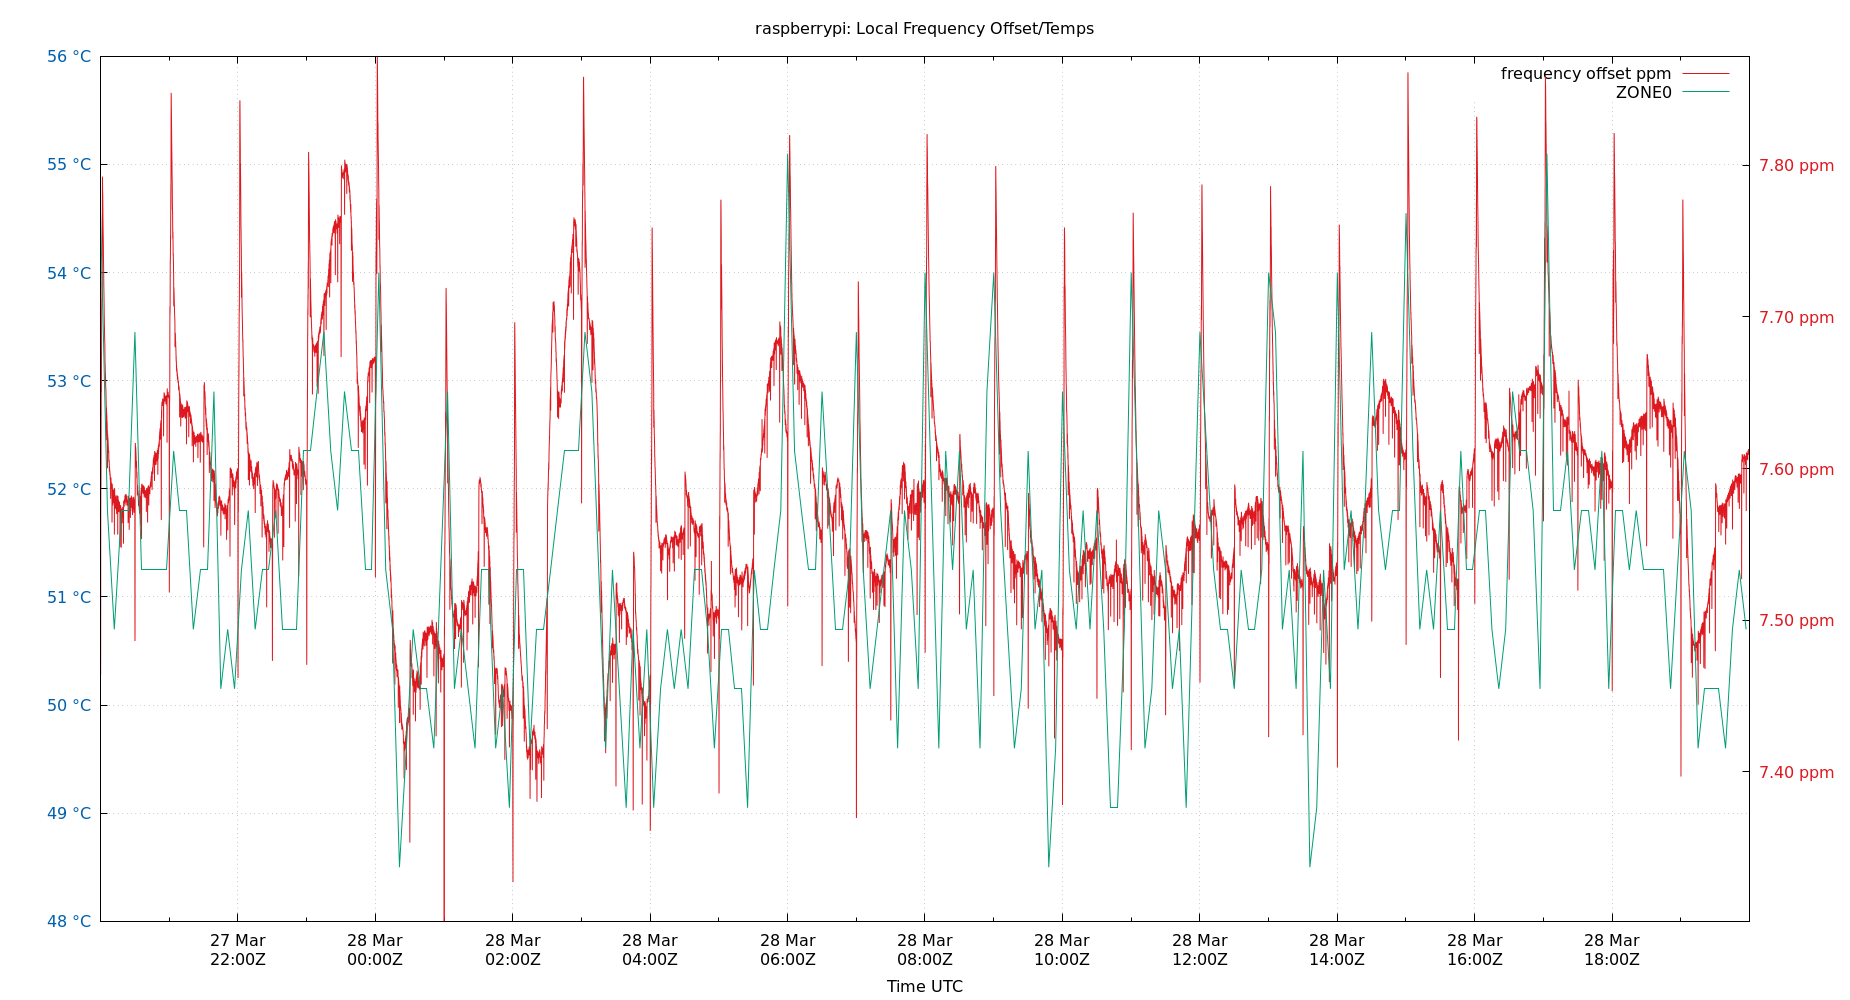 raspberrypi: Local Frequency Offset/Temps
frequency offset ppm
ZONE0
56 °C
55 °C
54 °C
53 °C
52 °C
51 °C
50 °C
49 °C
48 °C
7.80 ppm
7.70 ppm
7.60 ppm
7.50 ppm
7.40 ppm
27 Mar
22:00Z
28 Mar
00:00Z
28 Mar
02:00Z
28 Mar
04:00Z
28 Mar
06:00Z
28 Mar
08:00Z
28 Mar
10:00Z
28 Mar
12:00Z
28 Mar
14:00Z
28 Mar
16:00Z
28 Mar
18:00Z
Time UTC